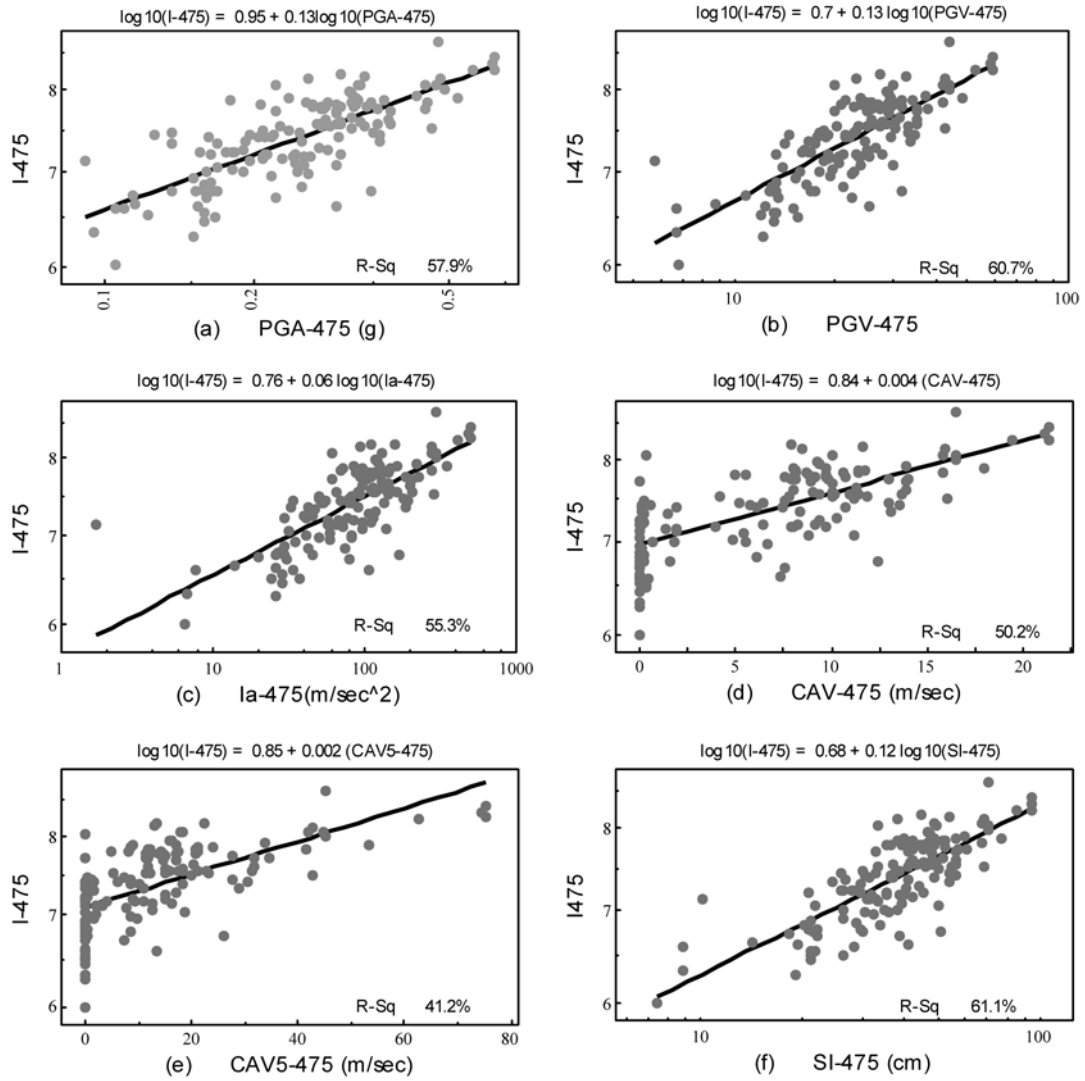 log10(I-475) = 0.95 + 0.13log10(PGA-475)
8
7
6
I-475
R-Sq 57.9%
0.1
0.2
0.5
(a) PGA-475 (g)
log10(I-475) = 0.7 + 0.13 log10(PGV-475)
8
7
6
I-475
R-Sq 60.7%
10
100
(b) PGV-475
log10(I-475) = 0.76 + 0.06 log10(Ia-475)
8
7
6
I-475
R-Sq 55.3%
1
10
100
1000
(c) Ia-475(m/sec^2)
log10(I-475) = 0.84 + 0.004 (CAV-475)
8
7
6
I-475
R-Sq 50.2%
0
5
10
15
20
(d) CAV-475 (m/sec)
log10(I-475) = 0.85 + 0.002 (CAV5-475)
8
7
6
I-475
R-Sq 41.2%
0
20
40
60
80
(e) CAV5-475 (m/sec)
log10(I-475) = 0.68 + 0.12 log10(SI-475)
8
7
6
I475
R-Sq 61.1%
10
100
(f) SI-475 (cm)